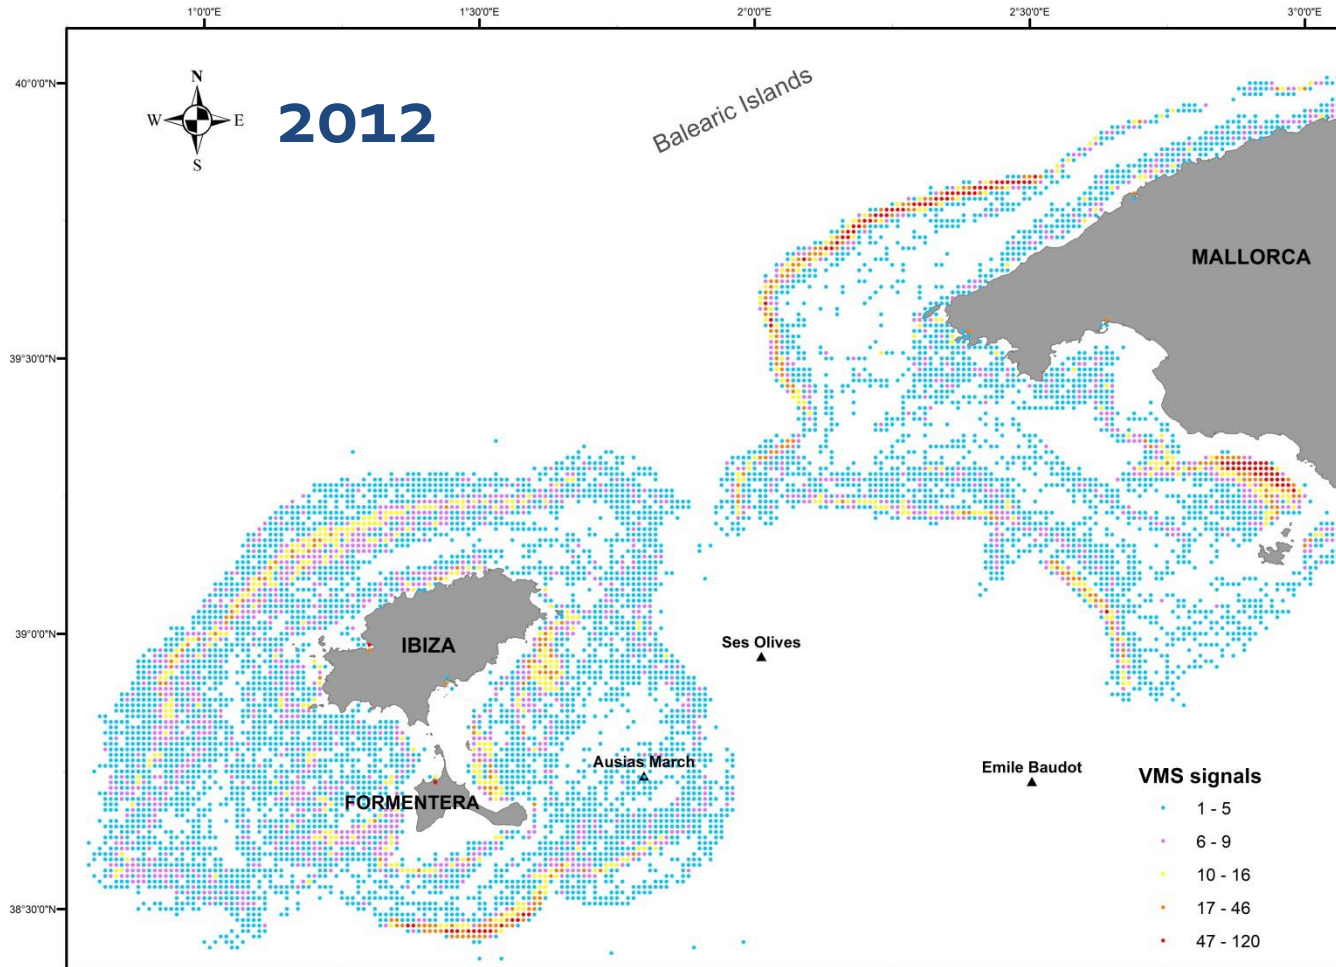 1°0'0"E
1°30'0"E
2°0'0"E
2°30'0"E
3°0'0"E
40°0'0"N
39°30'0"N
39°0'0"N
38°30'0"N
N
W
E
S
2012
Balearic Islands
MALLORCA
IBIZA
Ses Olives
Ausias March
Emile Baudot
FORMENTERA
VMS signals
1 - 5
6 - 9
10 - 16
17 - 46
47 - 120